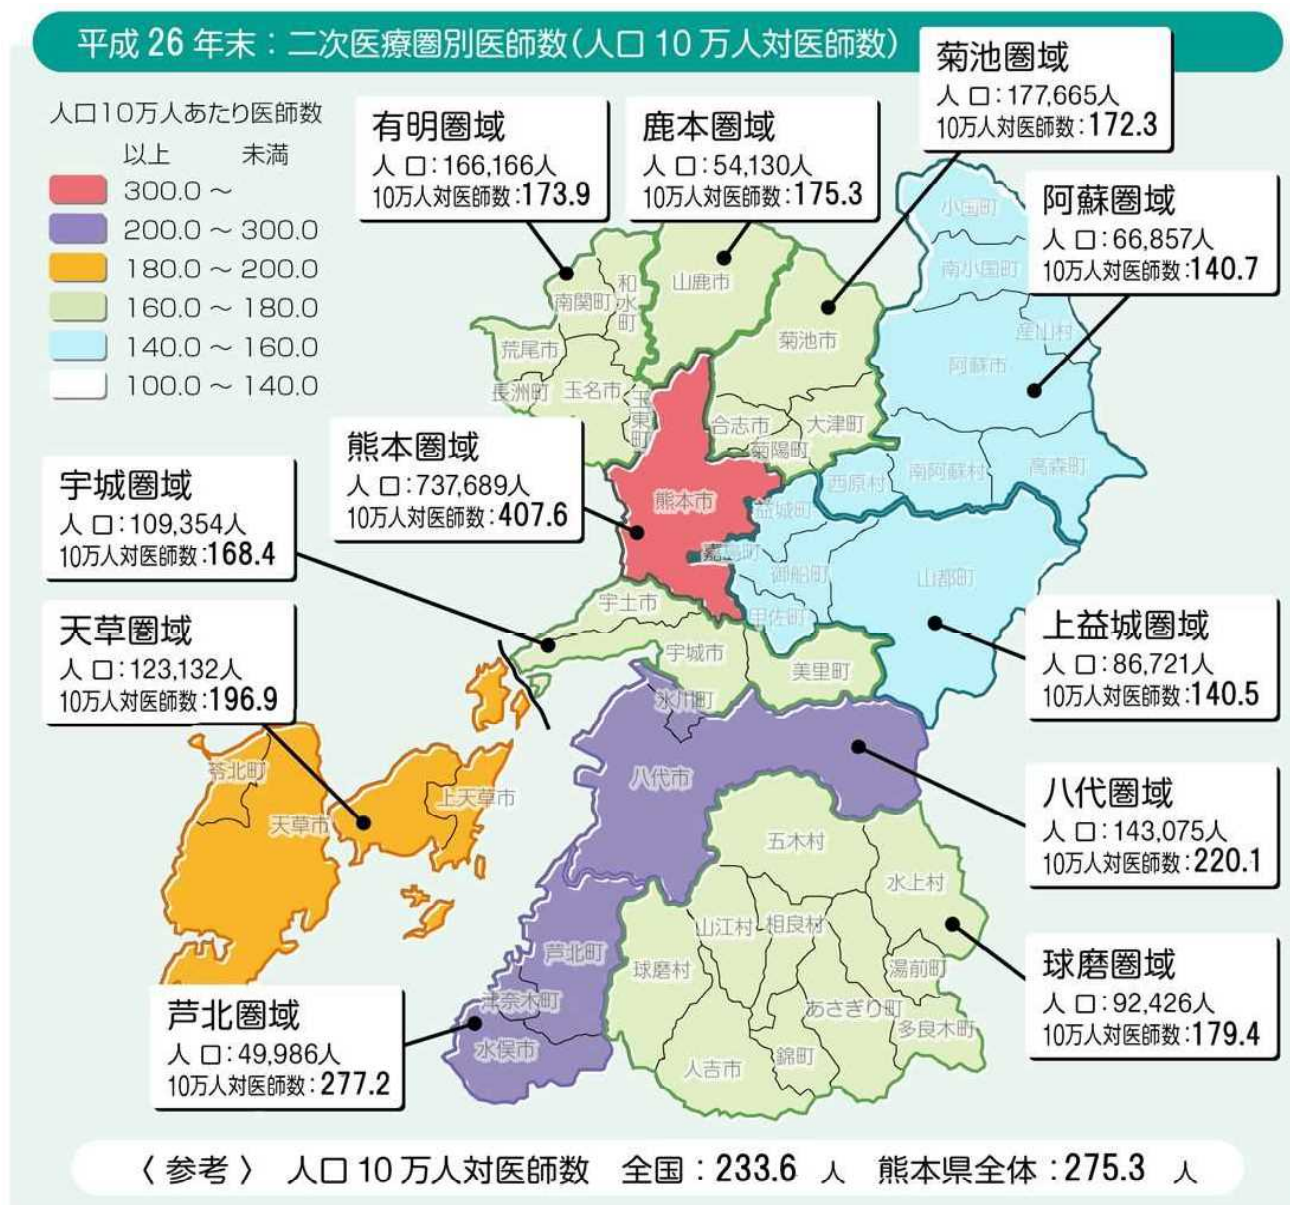 平成 26 年末：二次医療圏別医師数（人口 10 万人対医師数）
人口10万人あたり医師数
以上 未満
300.0 ～
200.0 ～ 300.0
180.0 ～ 200.0
160.0 ～ 180.0
140.0 ～ 160.0
100.0 ～ 140.0
有明圏域
人 口：166,166人
10万人対医師数：173.9
鹿本圏域
人 口：54,130人
10万人対医師数：175.3
菊池圏域
人 口：177,665人
10万人対医師数：172.3
阿蘇圏域
人 口：66,857人
10万人対医師数：140.7
熊本圏域
人 口：737,689人
10万人対医師数：407.6
宇城圏域
人 口：109,354人
10万人対医師数：168.4
天草圏域
人 口：123,132人
10万人対医師数：196.9
上益城圏域
人 口：86,721人
10万人対医師数：140.5
八代圏域
人 口：143,075人
10万人対医師数：220.1
球磨圏域
人 口：92,426人
10万人対医師数：179.4
芦北圏域
人 口：49,986人
10万人対医師数：277.2
小国町
南小国町
産山村
阿蘇市
高森町
南阿蘇村
西原村
山鹿市
菊池市
合志市
大津町
菊陽町
南関町
和水町
荒尾市
長洲町
玉名市
玉東町
熊本市
益城町
嘉島町
御船町
甲佐町
山都町
宇土市
宇城市
美里町
氷川町
八代市
苓北町
天草市
上天草市
芦北町
津奈木町
水俣市
五木村
水上村
山江村
相良村
球磨村
湯前町
あさぎり町
多良木町
人吉市
錦町
〈 参考 〉 人口 10 万人対医師数 全国：233.6 人 熊本県全体：275.3 人